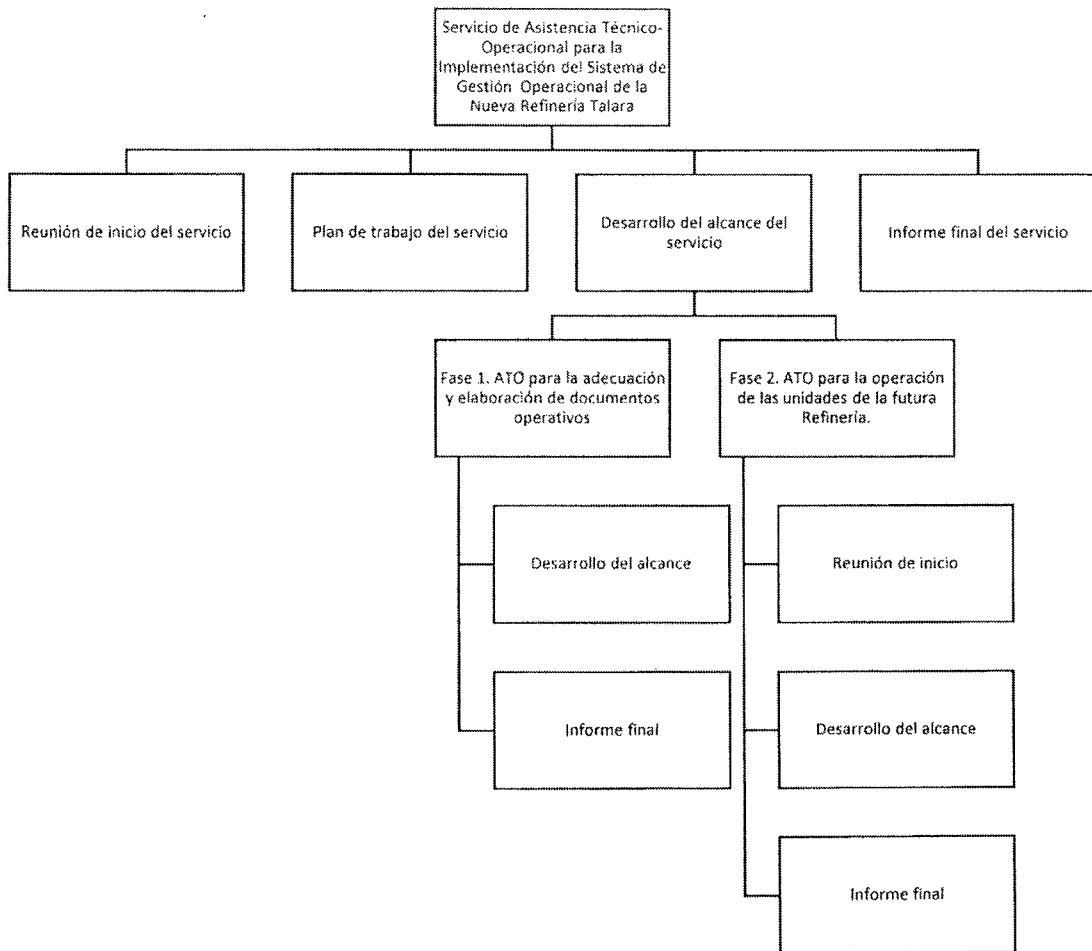 Servicio de Asistencia Técnico-
Operacional para la
Implementación del Sistema de
Gestión Operacional de la
Nueva Refinería Talara
Reunión de inicio del servicio
Plan de trabajo del servicio
Desarrollo del alcance del
servicio
Informe final del servicio
Fase 1. ATO para la adecuación
y elaboración de documentos
operativos
Fase 2. ATO para la operación
de las unidades de la futura
Refinería.
Desarrollo del alcance
Informe final
Reunión de inicio
Desarrollo del alcance
Informe final